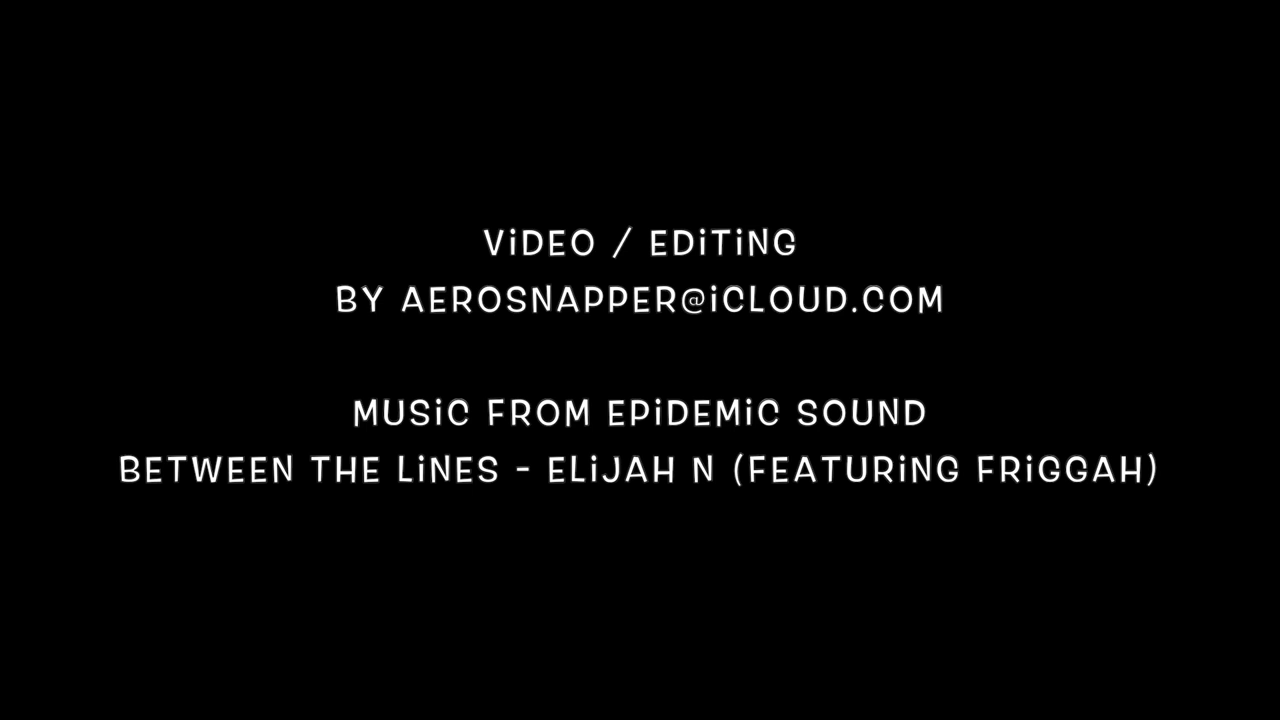 ViDEO / EDiTiNG
BY AEROSNAPPER@iCLOUD.COM
MUSiC FROM EPiDEMiC SOUND
BETWEEN THE LiNES - ELiJAH N (FEATURiNG FRiGGAH)